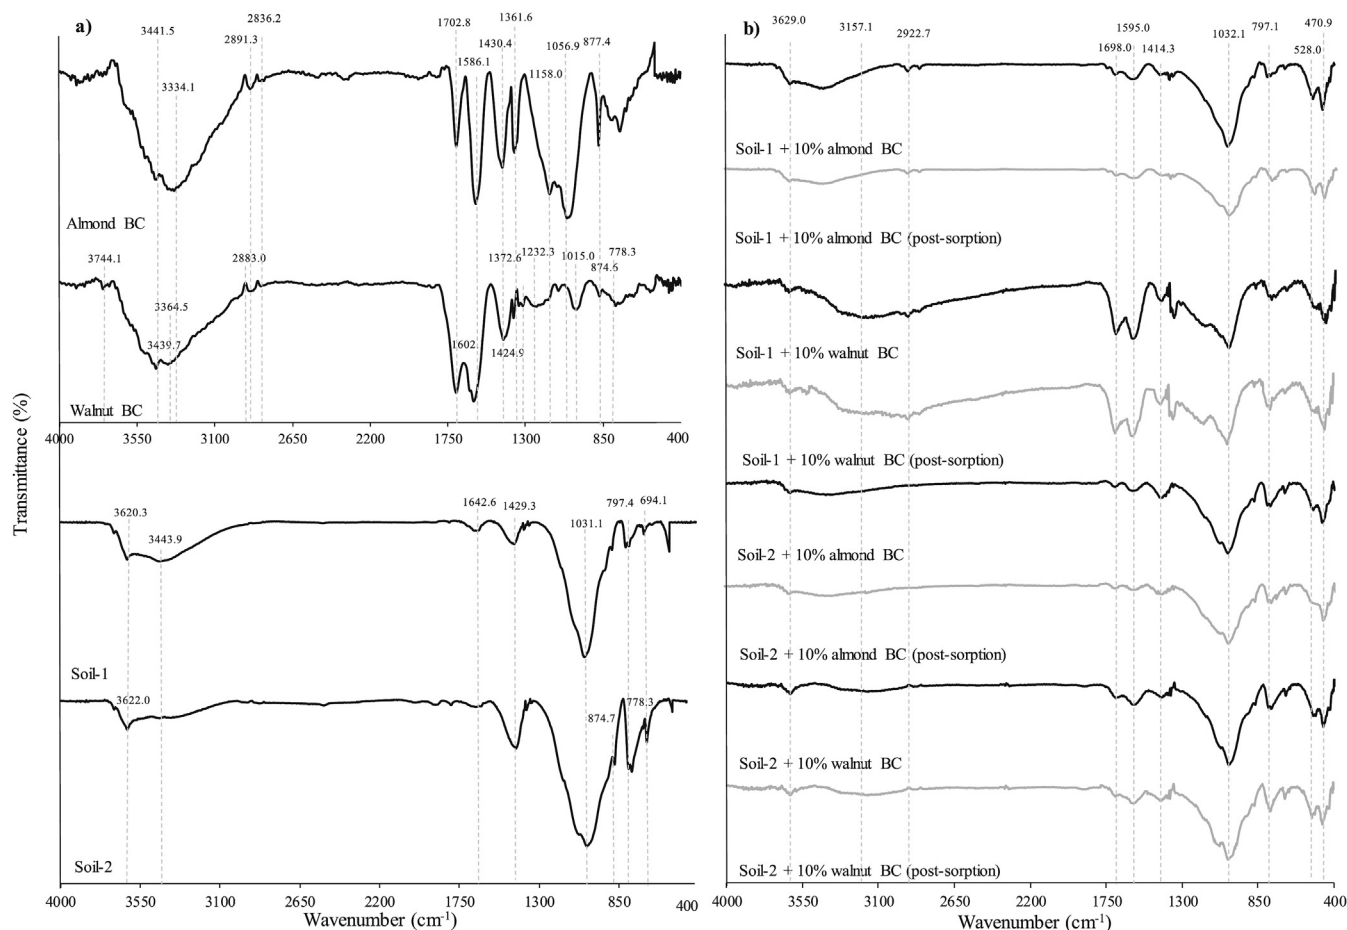 a)
3441.5
2836.2
2891.3
3334.1
1702.8
1361.6
1430.4
1586.1
1056.9
1158.0
877.4
Almond BC
3744.1
2883.0
3364.5
3439.7
1372.6
1232.3
1015.0
778.3
874.5
1602
1424.9
Walnut BC
4000 3550 3100 2650 2200 1750 1300 850 400
Transmittance (%)
3620.3
3443.9
1642.6
1429.3
1031.1
797.4
694.1
Soil-1
3622.0
874.7
778.3
Soil-2
4000 3550 3100 2650 2200 1750 1300 850 400
Wavenumber (cm-1)
b)
3629.0
3157.1
2922.7
1595.0
1698.0
1414.3
1032.1
797.1
470.9
528.0
Soil-1 + 10% almond BC
Soil-1 + 10% almond BC (post-sorption)
Soil-1 + 10% walnut BC
Soil-1 + 10% walnut BC (post-sorption)
Soil-2 + 10% almond BC
Soil-2 + 10% almond BC (post-sorption)
Soil-2 + 10% walnut BC
Soil-2 + 10% walnut BC (post-sorption)
4000 3550 3100 2650 2200 1750 1300 850 400
Wavenumber (cm-1)